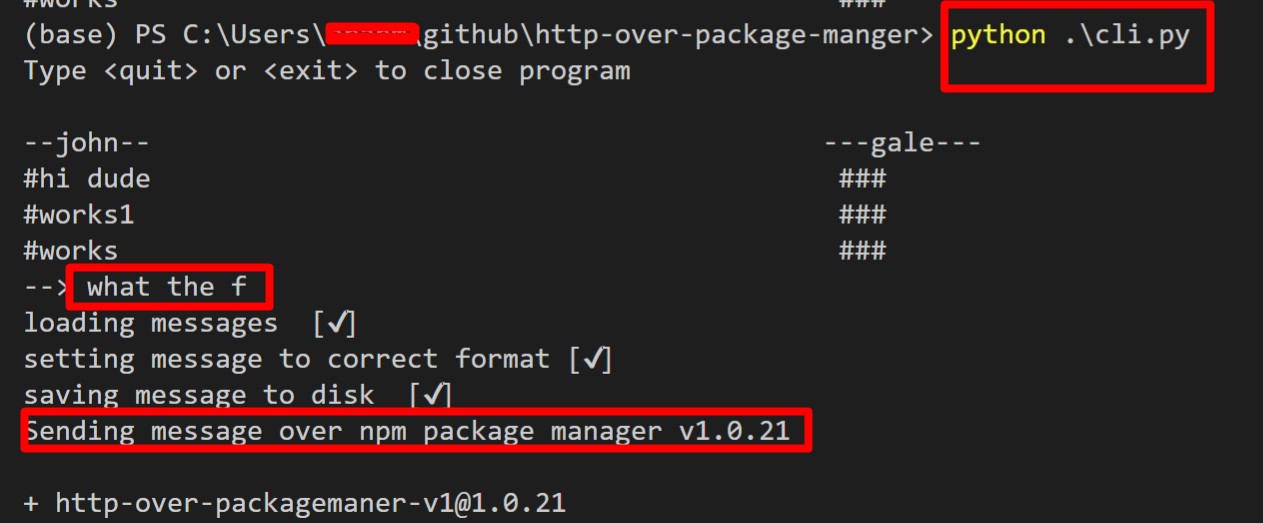 #works ###
(base) PS C:\Users\ \github\http-over-package-manger> python .\cli.py
Type <quit> or <exit> to close program
--john-- ---gale---
#hi dude ###
#works1 ###
#works ###
--> what the f
loading messages [✓]
setting message to correct format [✓]
saving message to disk [✓]
Sending message over npm package manager v1.0.21
+ http-over-packagemaner-v1@1.0.21